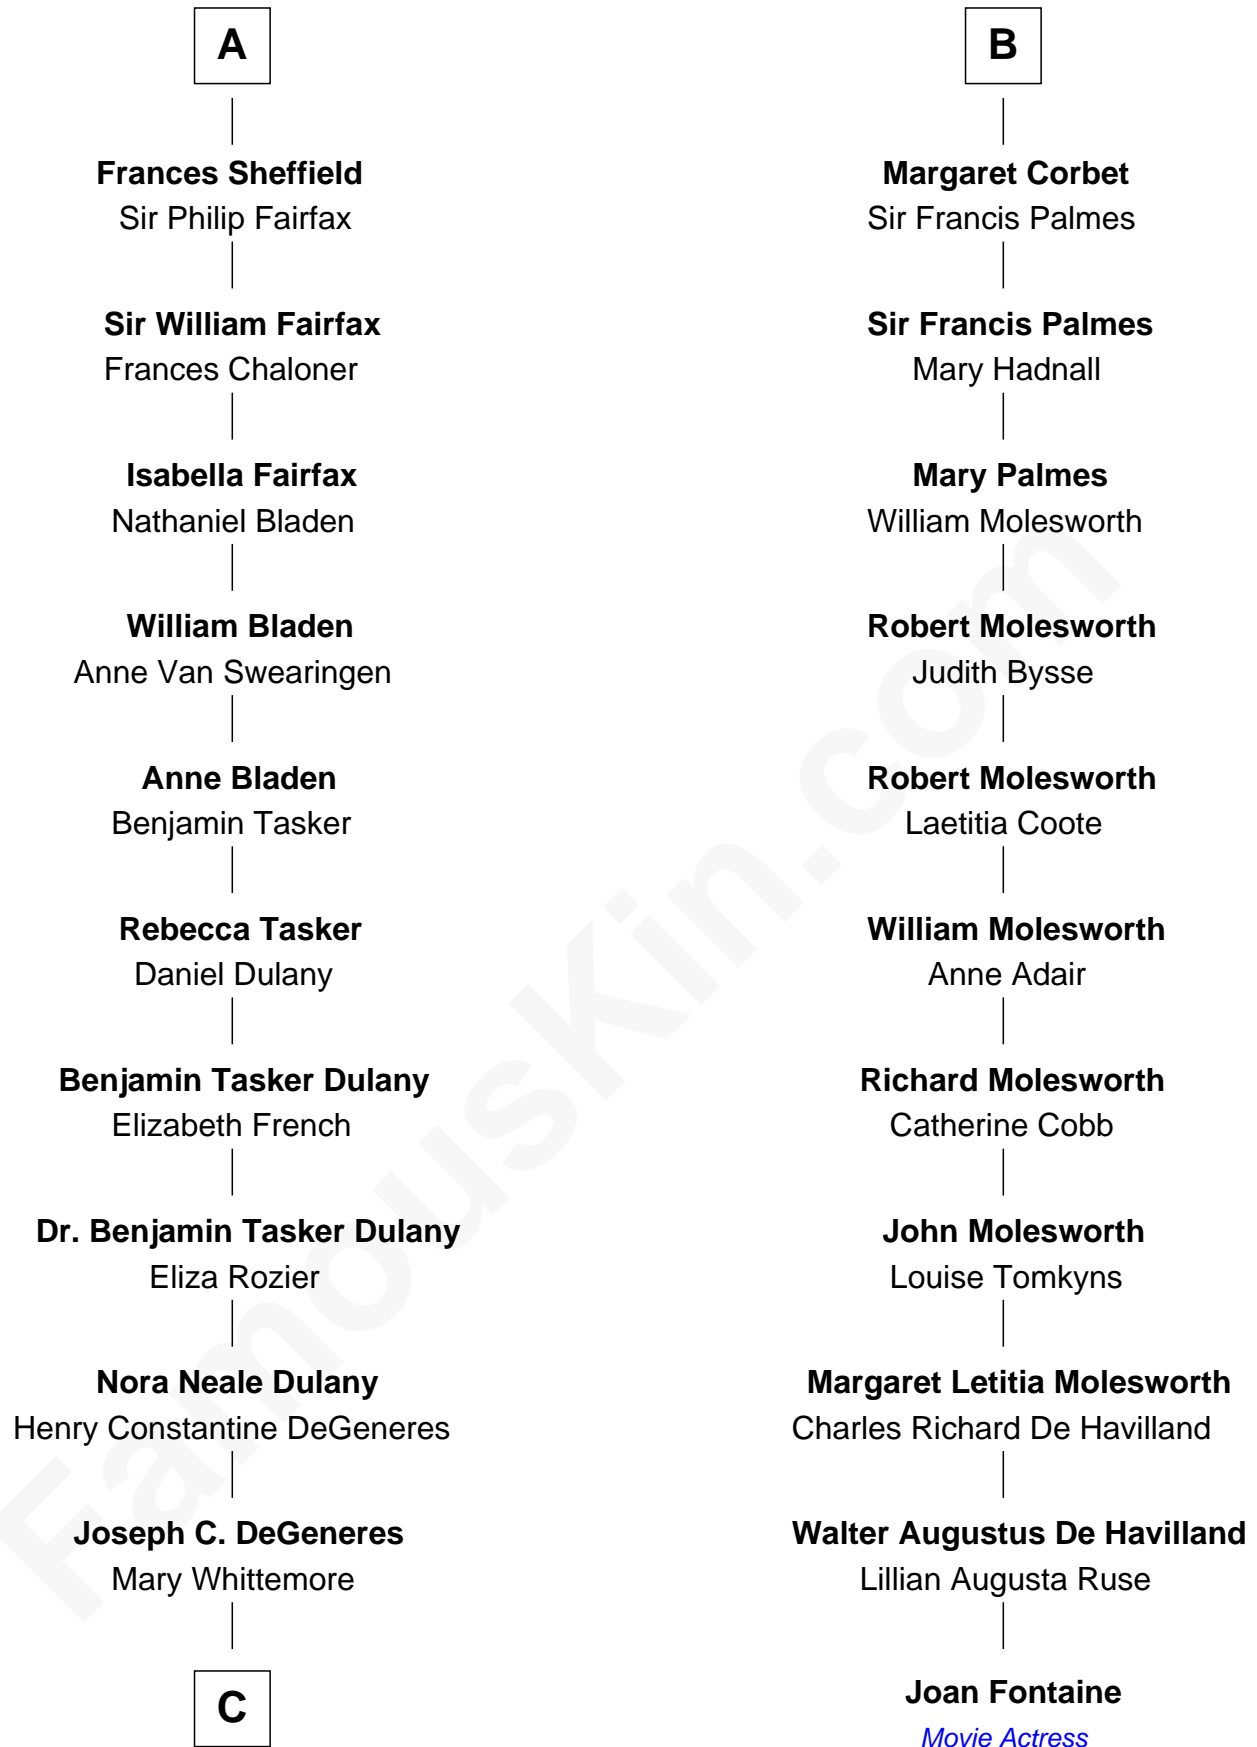 A
Frances Sheffield
Sir Philip Fairfax
Sir William Fairfax
Frances Chaloner
Isabella Fairfax
Nathaniel Bladen
William Bladen
Anne Van Swearingen
Anne Bladen
Benjamin Tasker
Rebecca Tasker
Daniel Dulany
Benjamin Tasker Dulany
Elizabeth French
Dr. Benjamin Tasker Dulany
Eliza Rozier
Nora Neale Dulany
Henry Constantine DeGeneres
Joseph C. DeGeneres
Mary Whittemore
C
B
Margaret Corbet
Sir Francis Palmes
Sir Francis Palmes
Mary Hadnall
Mary Palmes
William Molesworth
Robert Molesworth
Judith Bysse
Robert Molesworth
Laetitia Coote
William Molesworth
Anne Adair
Richard Molesworth
Catherine Cobb
John Molesworth
Louise Tomkyns
Margaret Letitia Molesworth
Charles Richard De Havilland
Walter Augustus De Havilland
Lillian Augusta Ruse
Joan Fontaine
Movie Actress
FamousKin.com